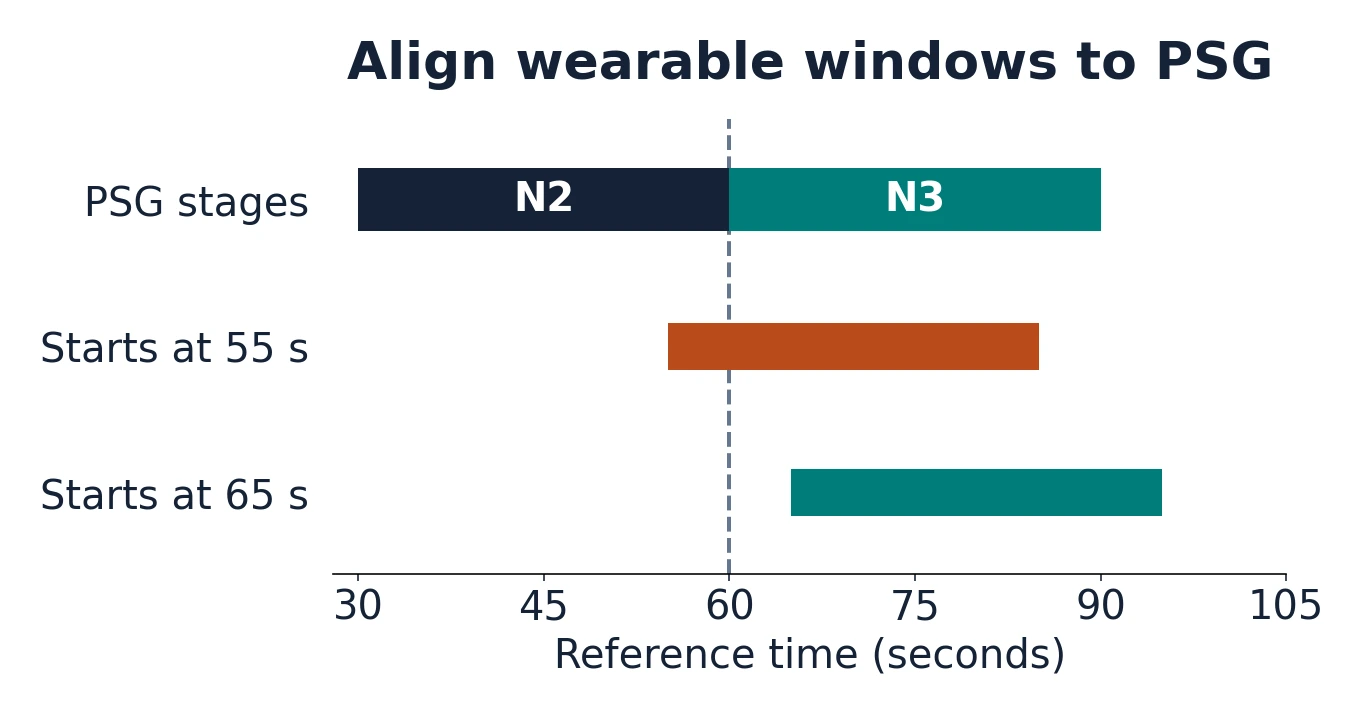 Align wearable windows to PSG
PSG stages
N2
N3
Starts at 55 s
Starts at 65 s
30 45 60 75 90 105
Reference time (seconds)